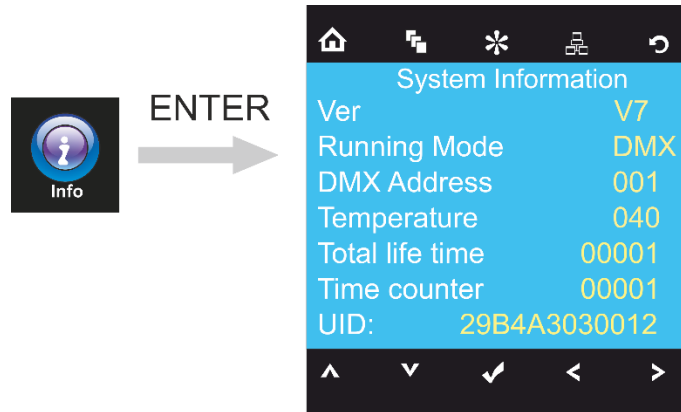 ENTER
Info
System Information
Ver V7
Running Mode DMX
DMX Address 001
Temperature 040
Total life time 00001
Time counter 00001
UID: 29B4A3030012